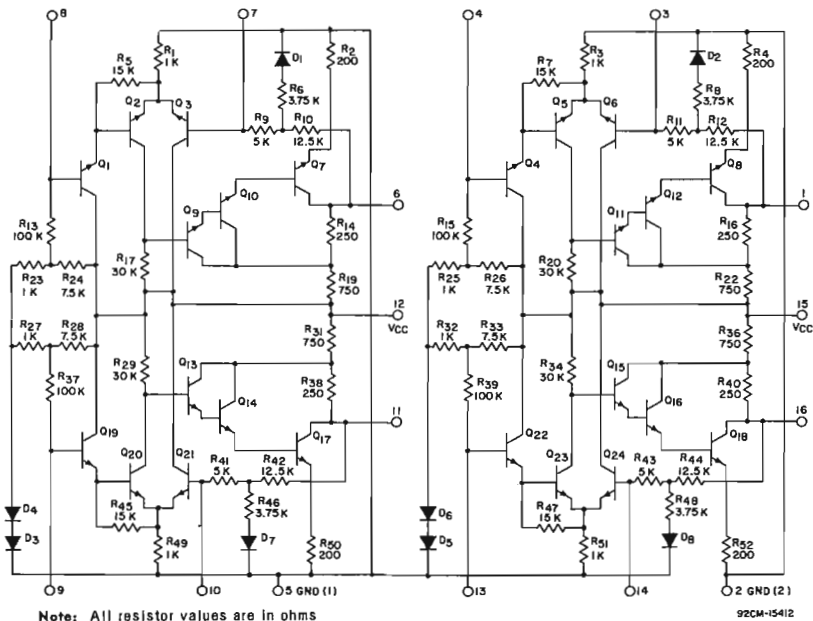 8
7
4
3
R5
15 K
R1
1K
D1
R2
200
R7
15K
R3
1K
D2
R4
200
Q2
Q3
R6
3.75 K
Q5
Q6
R8
3.75K
R9
5K
R10
12.5K
R11
5K
R12
12.5K
Q1
Q7
Q4
Q8
Q10
Q12
6
1
R13
100 K
Q9
R14
250
R15
100K
Q11
R16
250
R23
1K
R24
7.5 K
R17
30 K
R19
750
R25
1K
R26
7.5K
R20
30K
R22
750
12
VCC
15
VCC
R27
1K
R28
7.5K
R31
750
R32
1K
R33
7.5K
R36
750
R37
100K
R29
30K
Q13
R38
250
R39
100K
R34
30K
Q15
R40
250
Q14
Q16
11
16
Q19
Q17
Q22
Q18
Q20
Q21
R41
5K
R42
12.5K
Q23
Q24
R43
5K
R44
12.5K
D4
R45
15 K
R46
3.75K
D6
R47
15K
R48
3.75K
D3
R49
1K
D7
R50
200
D5
R51
1K
D8
R52
200
9
10
5 GND (1)
13
14
2 GND (2)
Note: All resistor values are in ohms
92CM-15412